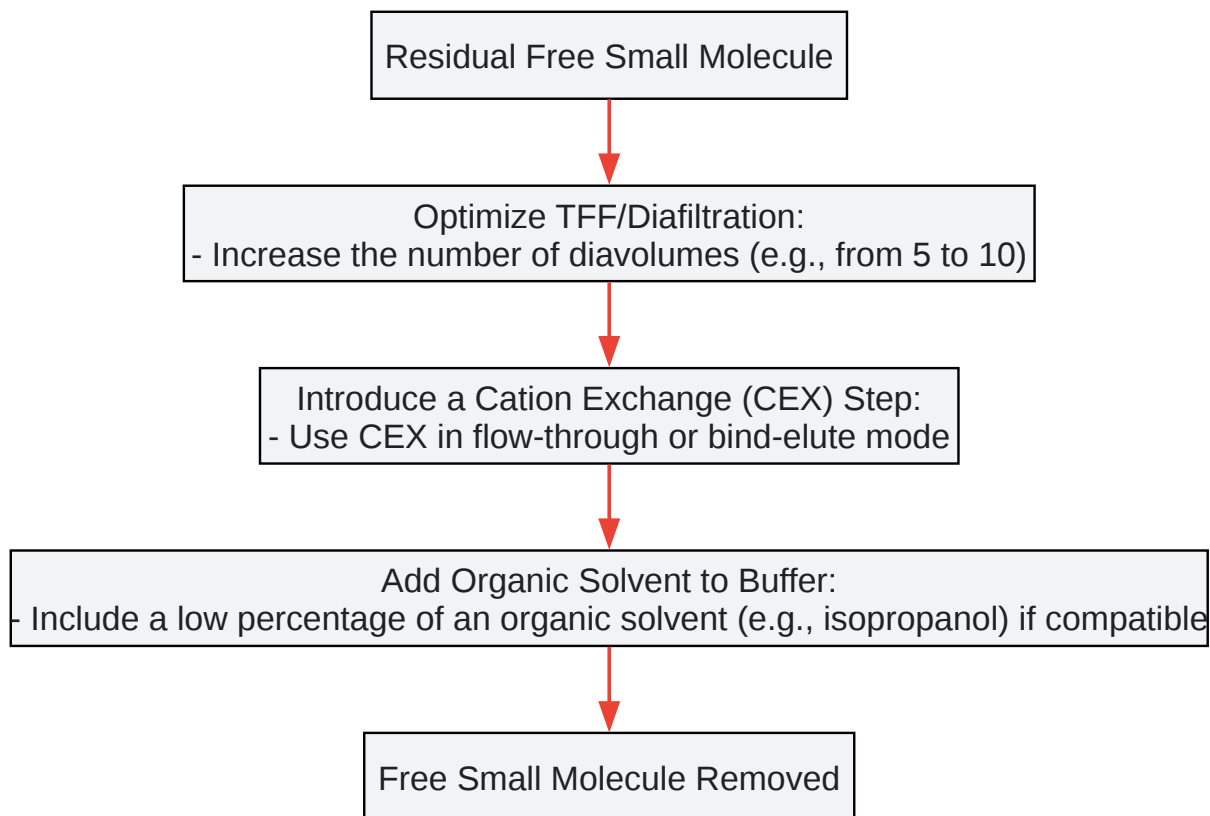 Residual Free Small Molecule
Optimize TFF/Diafiltration:
- Increase the number of diavolumes (e.g., from 5 to 10)
Introduce a Cation Exchange (CEX) Step:
- Use CEX in flow-through or bind-elute mode
Add Organic Solvent to Buffer:
- Include a low percentage of an organic solvent (e.g., isopropanol) if compatible
Free Small Molecule Removed